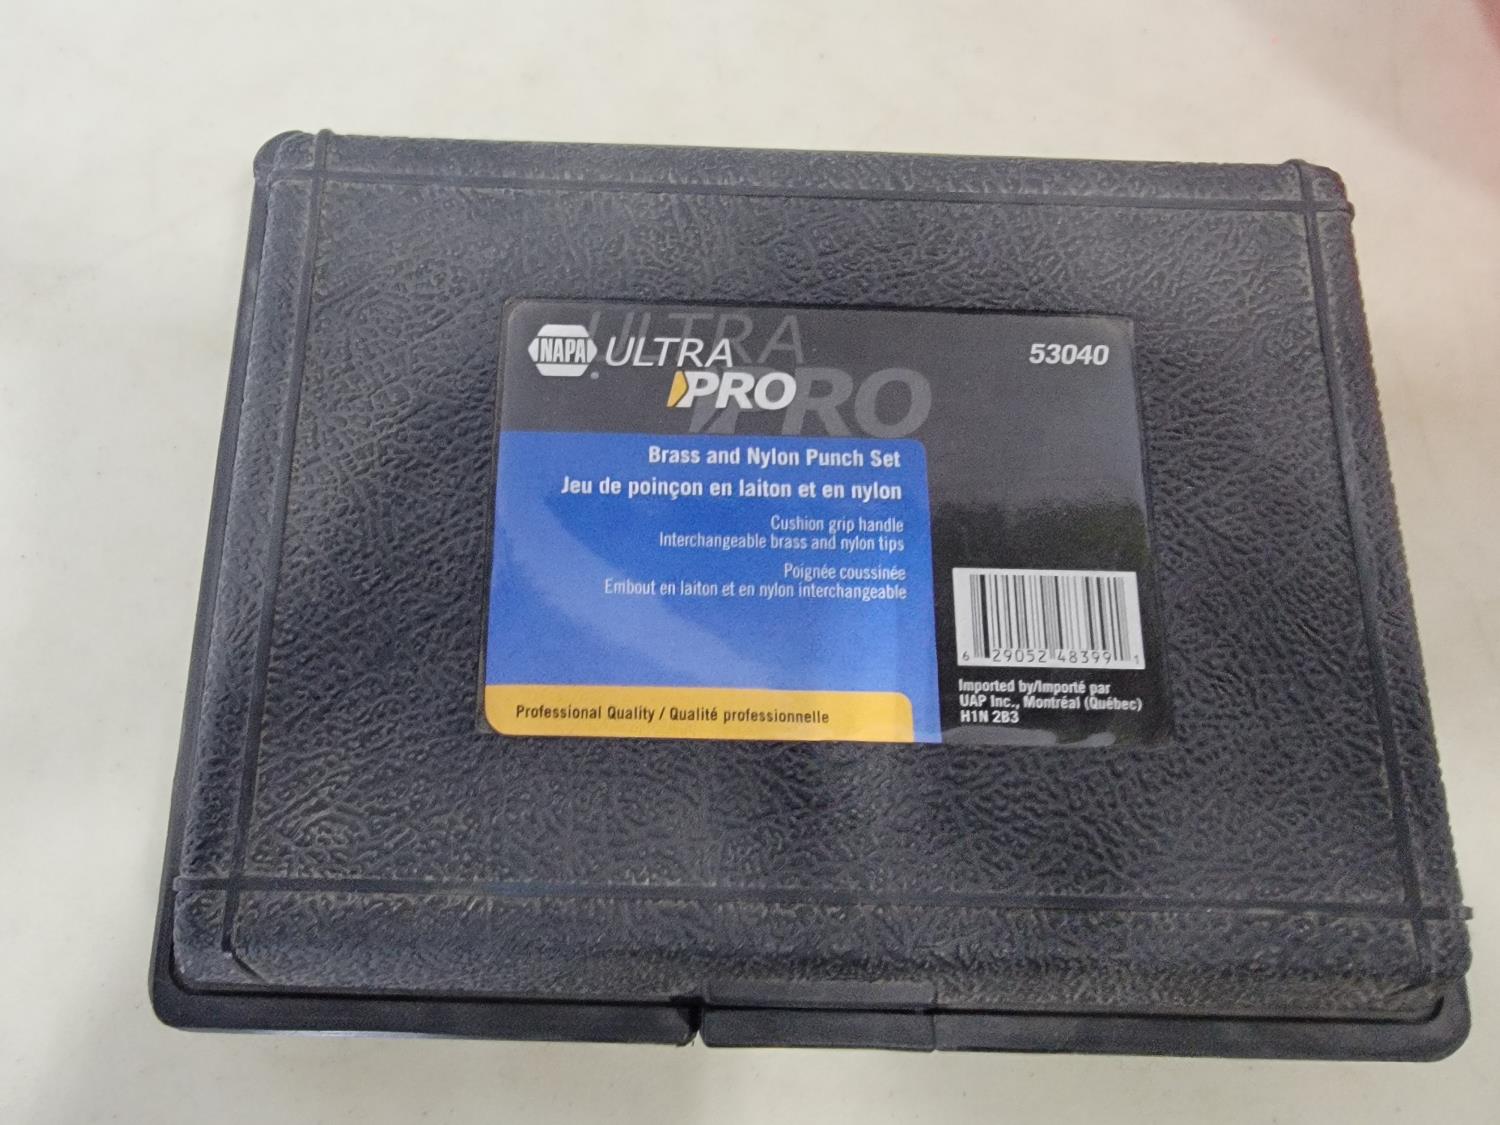 NAPA ULTRA PRO
ULTRA PRO
53040
Brass and Nylon Punch Set
Jeu de poinçon en laiton et en nylon
Cushion grip handle
Interchangeable brass and nylon tips
Poignée coussinée
Embout en laiton et en nylon interchangeable
Professional Quality / Qualité professionnelle
6 29052 48399 1
Imported by/Importé par
UAP Inc., Montréal (Québec)
H1N 2B3